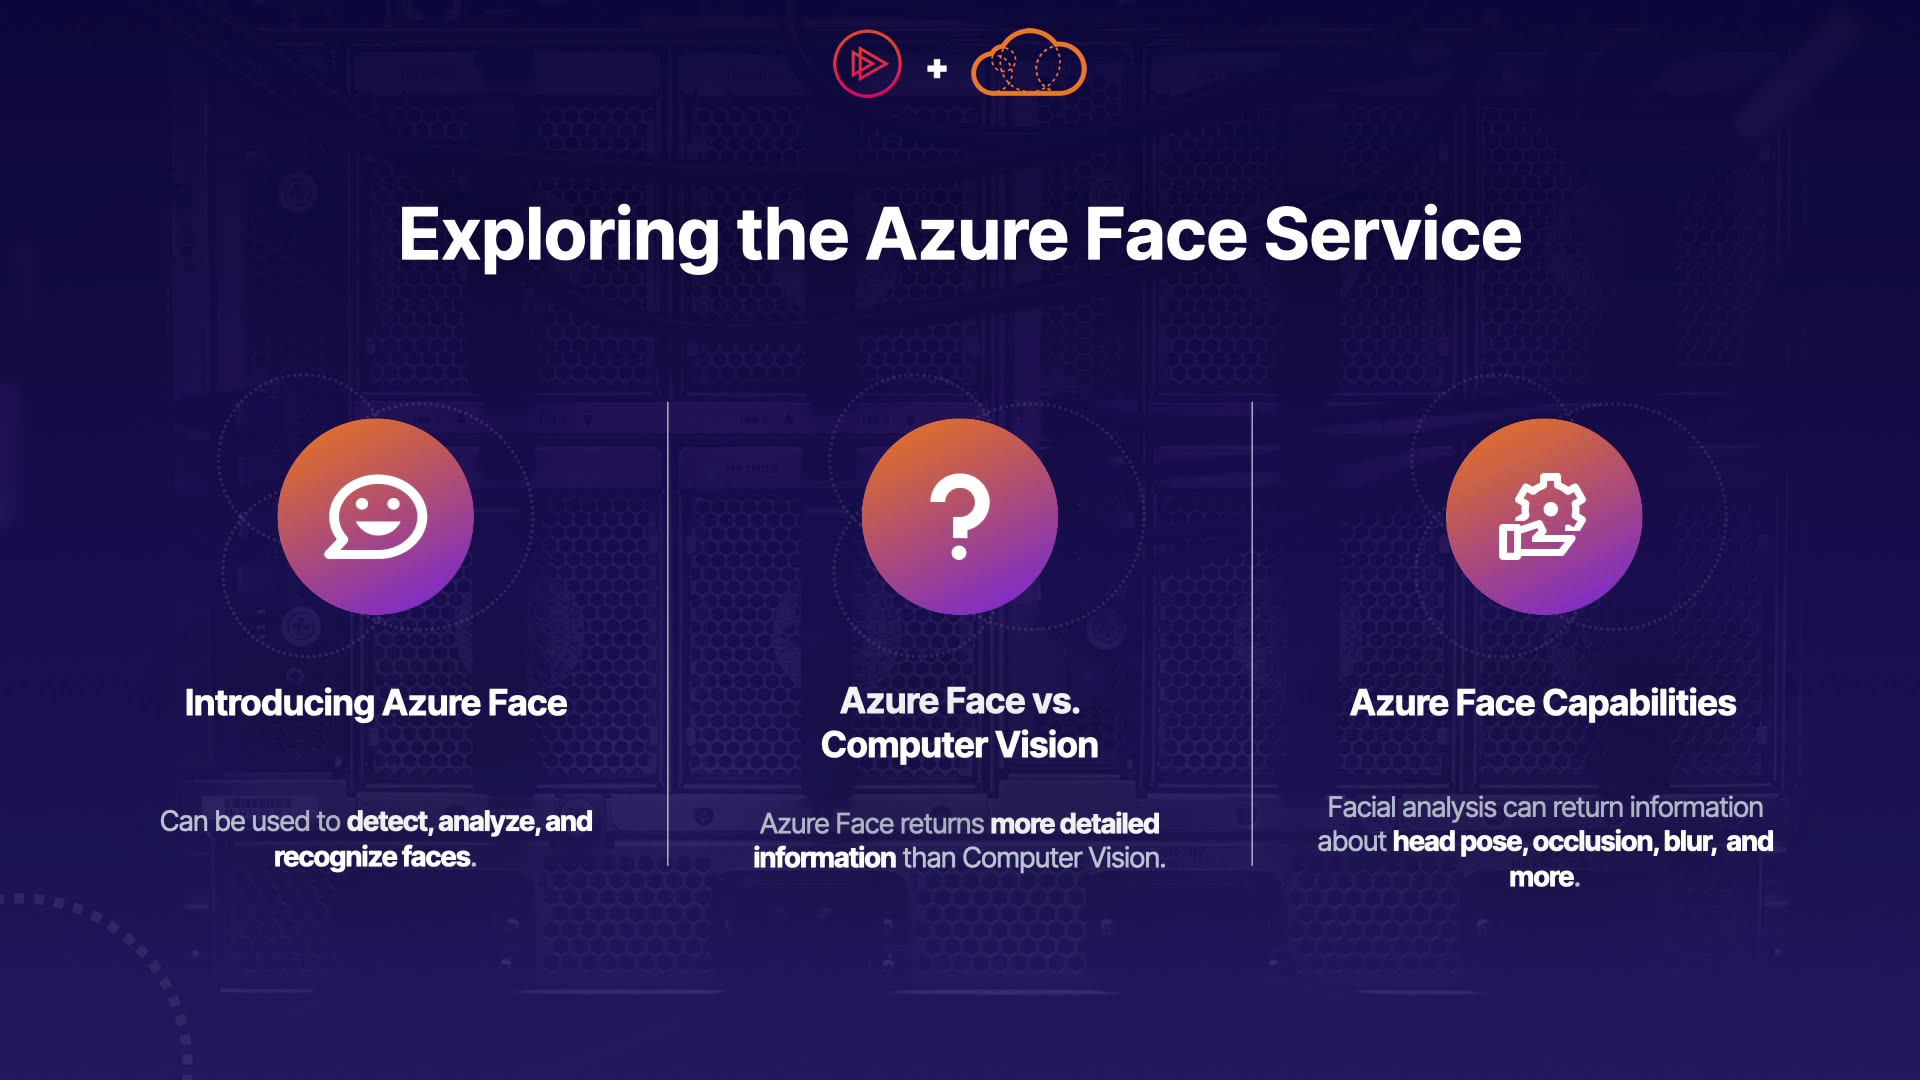 Exploring the Azure Face Service
Introducing Azure Face
Can be used to detect, analyze, and
recognize faces.
Azure Face vs.
Computer Vision
Azure Face returns more detailed
information than Computer Vision.
Azure Face Capabilities
Facial analysis can return information
about head pose, occlusion, blur,  and
more.